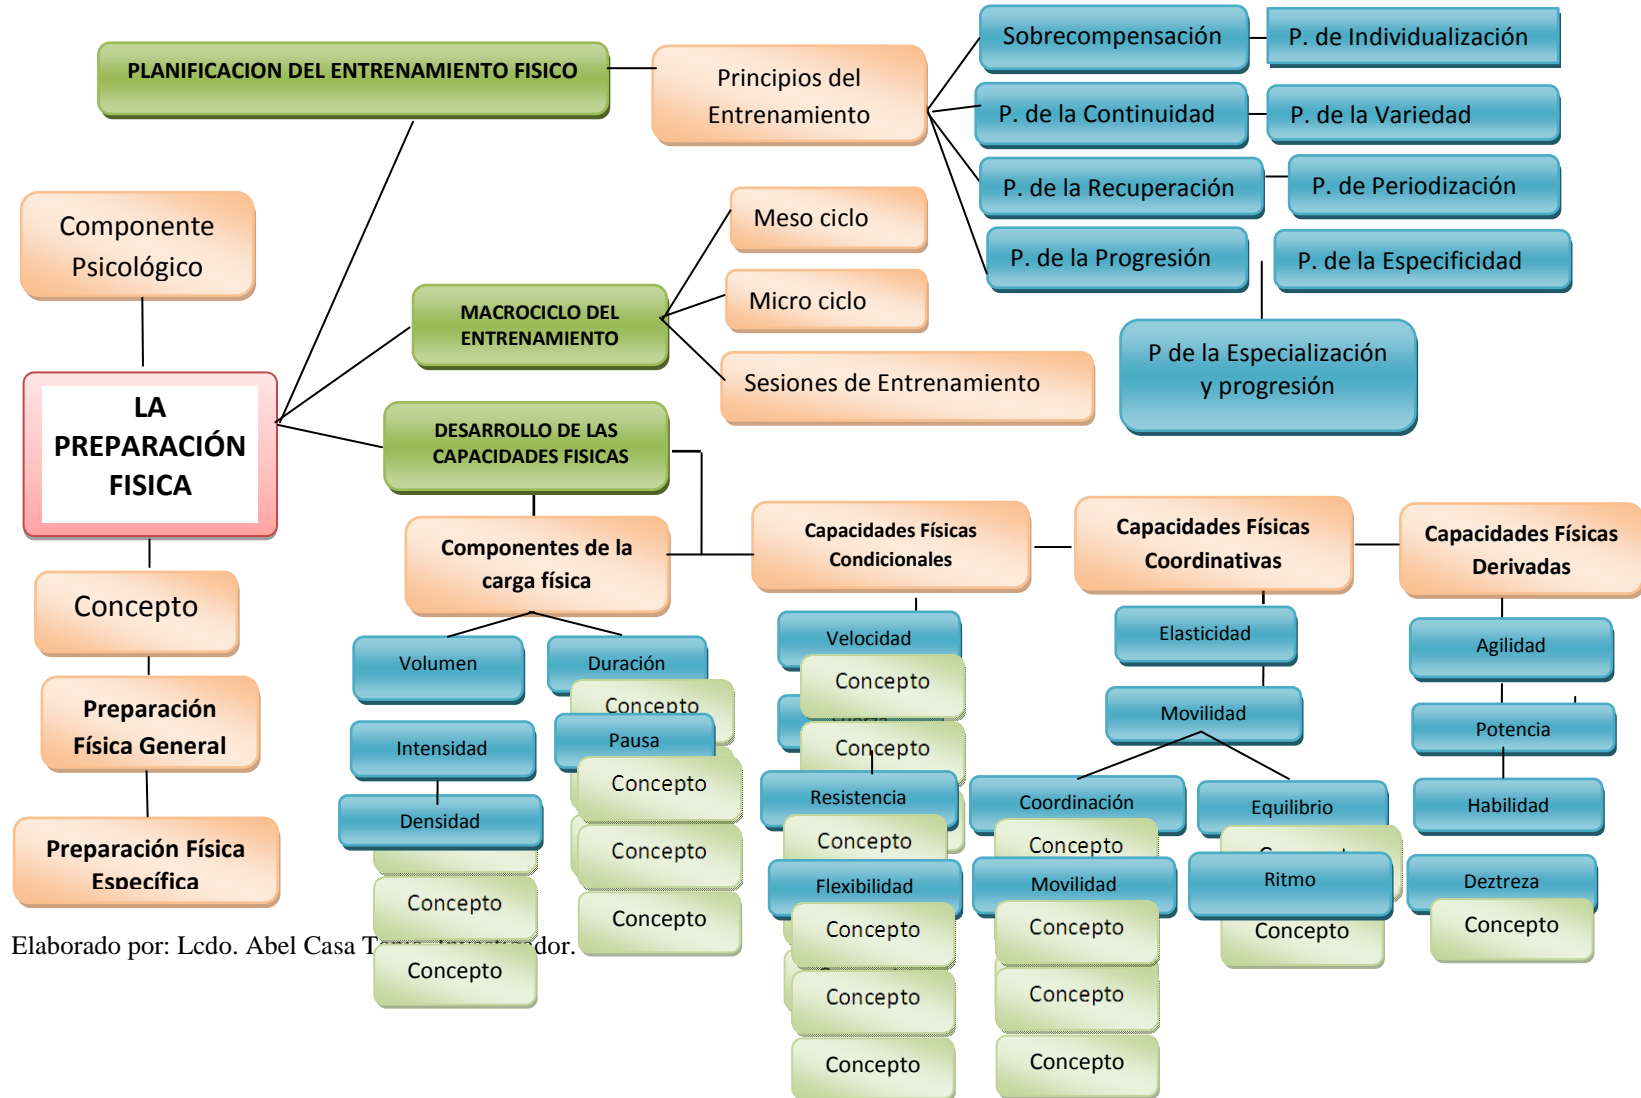 PLANIFICACION DEL ENTRENAMIENTO FISICO
Principios del
Entrenamiento
Sobrecompensación
P. de Individualización
P. de la Continuidad
P. de la Variedad
P. de la Recuperación
P. de Periodización
P. de la Progresión
P. de la Especificidad
P de la Especialización
y progresión
Componente
Psicológico
MACROCICLO DEL
ENTRENAMIENTO
Meso ciclo
Micro ciclo
Sesiones de Entrenamiento
LA
PREPARACIÓN
FISICA
DESARROLLO DE LAS
CAPACIDADES FISICAS
Concepto
Preparación
Física General
Preparación Física
Específica
Componentes de la
carga física
Capacidades Físicas
Condicionales
Capacidades Físicas
Coordinativas
Capacidades Físicas
Derivadas
Volumen
Duración
Concepto
Intensidad
Pausa
Concepto
Densidad
Concepto
Concepto
Concepto
Concepto
Velocidad
Concepto
Concepto
Resistencia
Concepto
Flexibilidad
Concepto
Concepto
Concepto
Elasticidad
Movilidad
Coordinación
Concepto
Movilidad
Concepto
Concepto
Concepto
Equilibrio
Ritmo
Concepto
Agilidad
Potencia
Habilidad
Deztreza
Concepto
Elaborado por: Lcdo. Abel Casa